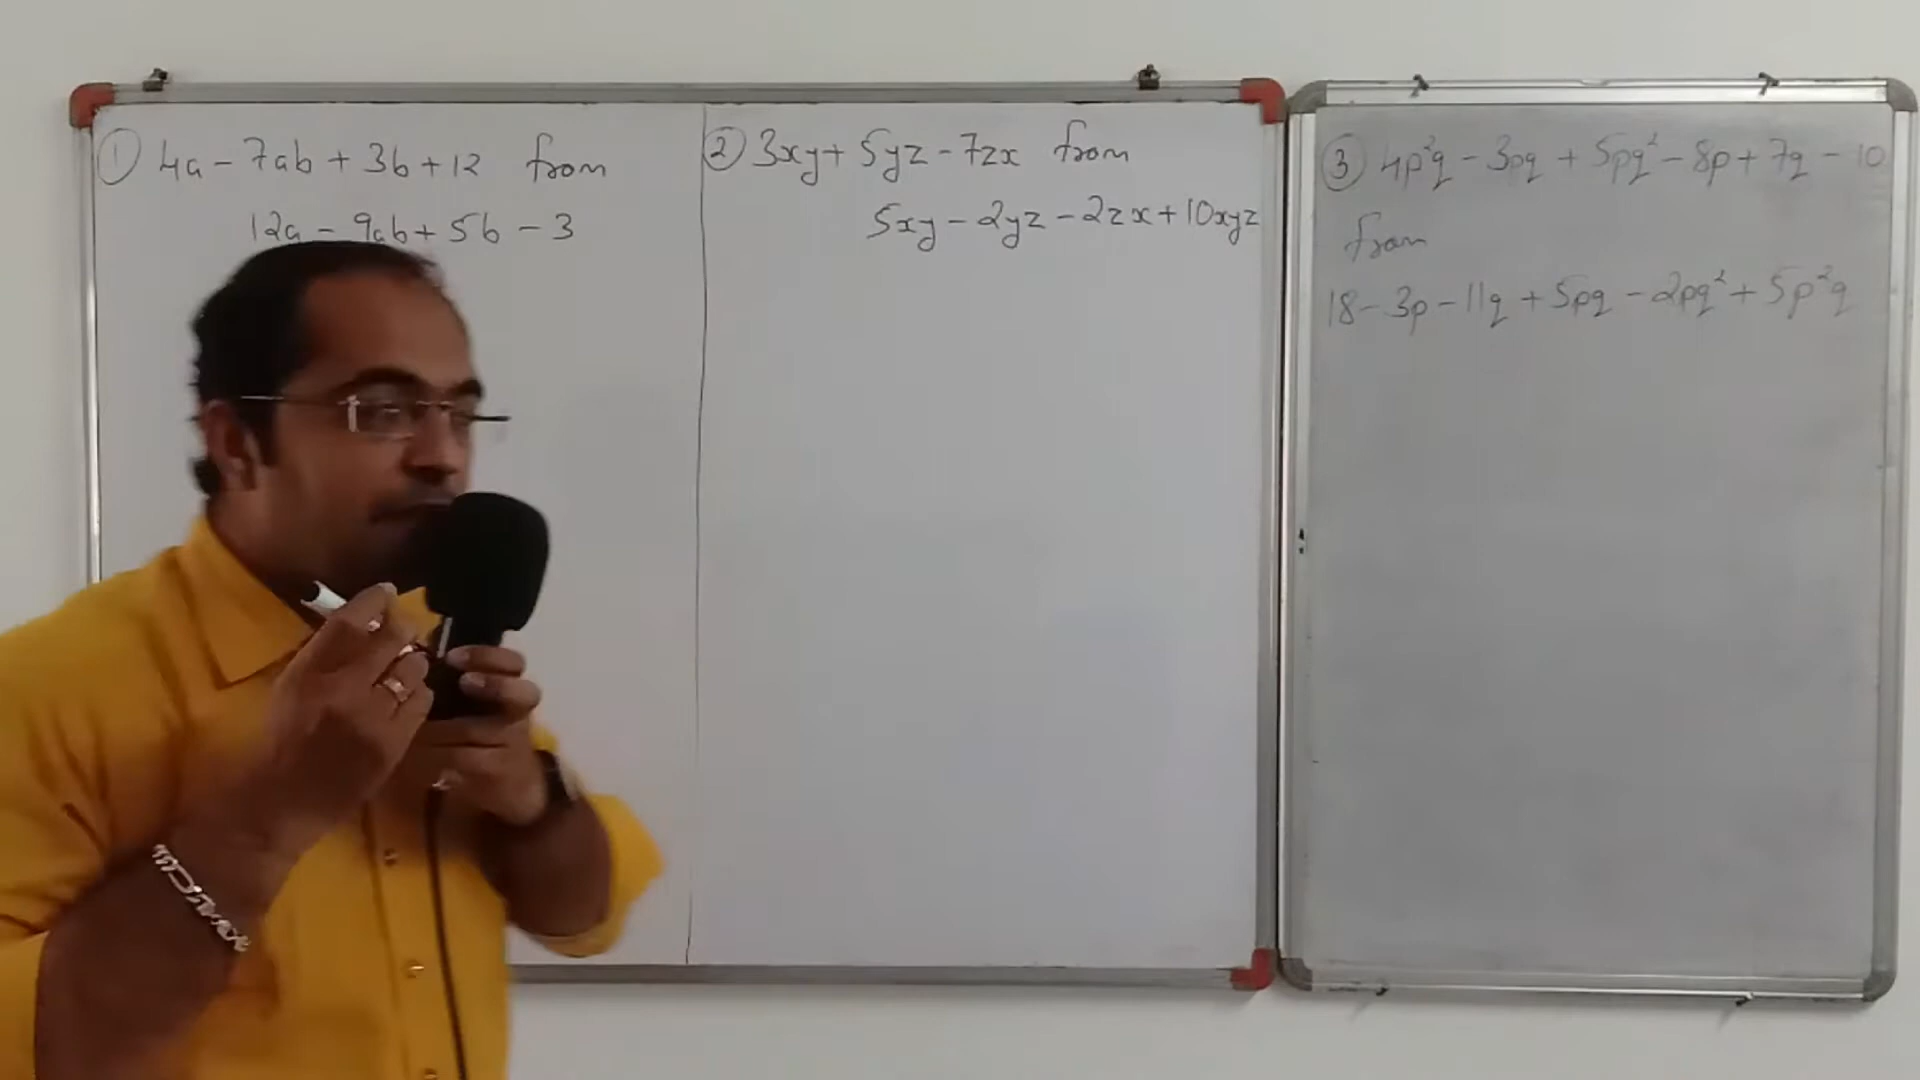 ① 4a - 7ab + 3b + 12 from
12a - 9ab + 5b - 3
② 3xy + 5yz - 7zx from
5xy - 2yz - 2zx + 10xyz
③ 4p²q - 3pq + 5pq² - 8p + 7q - 10
from
18 - 3p - 11q + 5pq - 2pq² + 5p²q